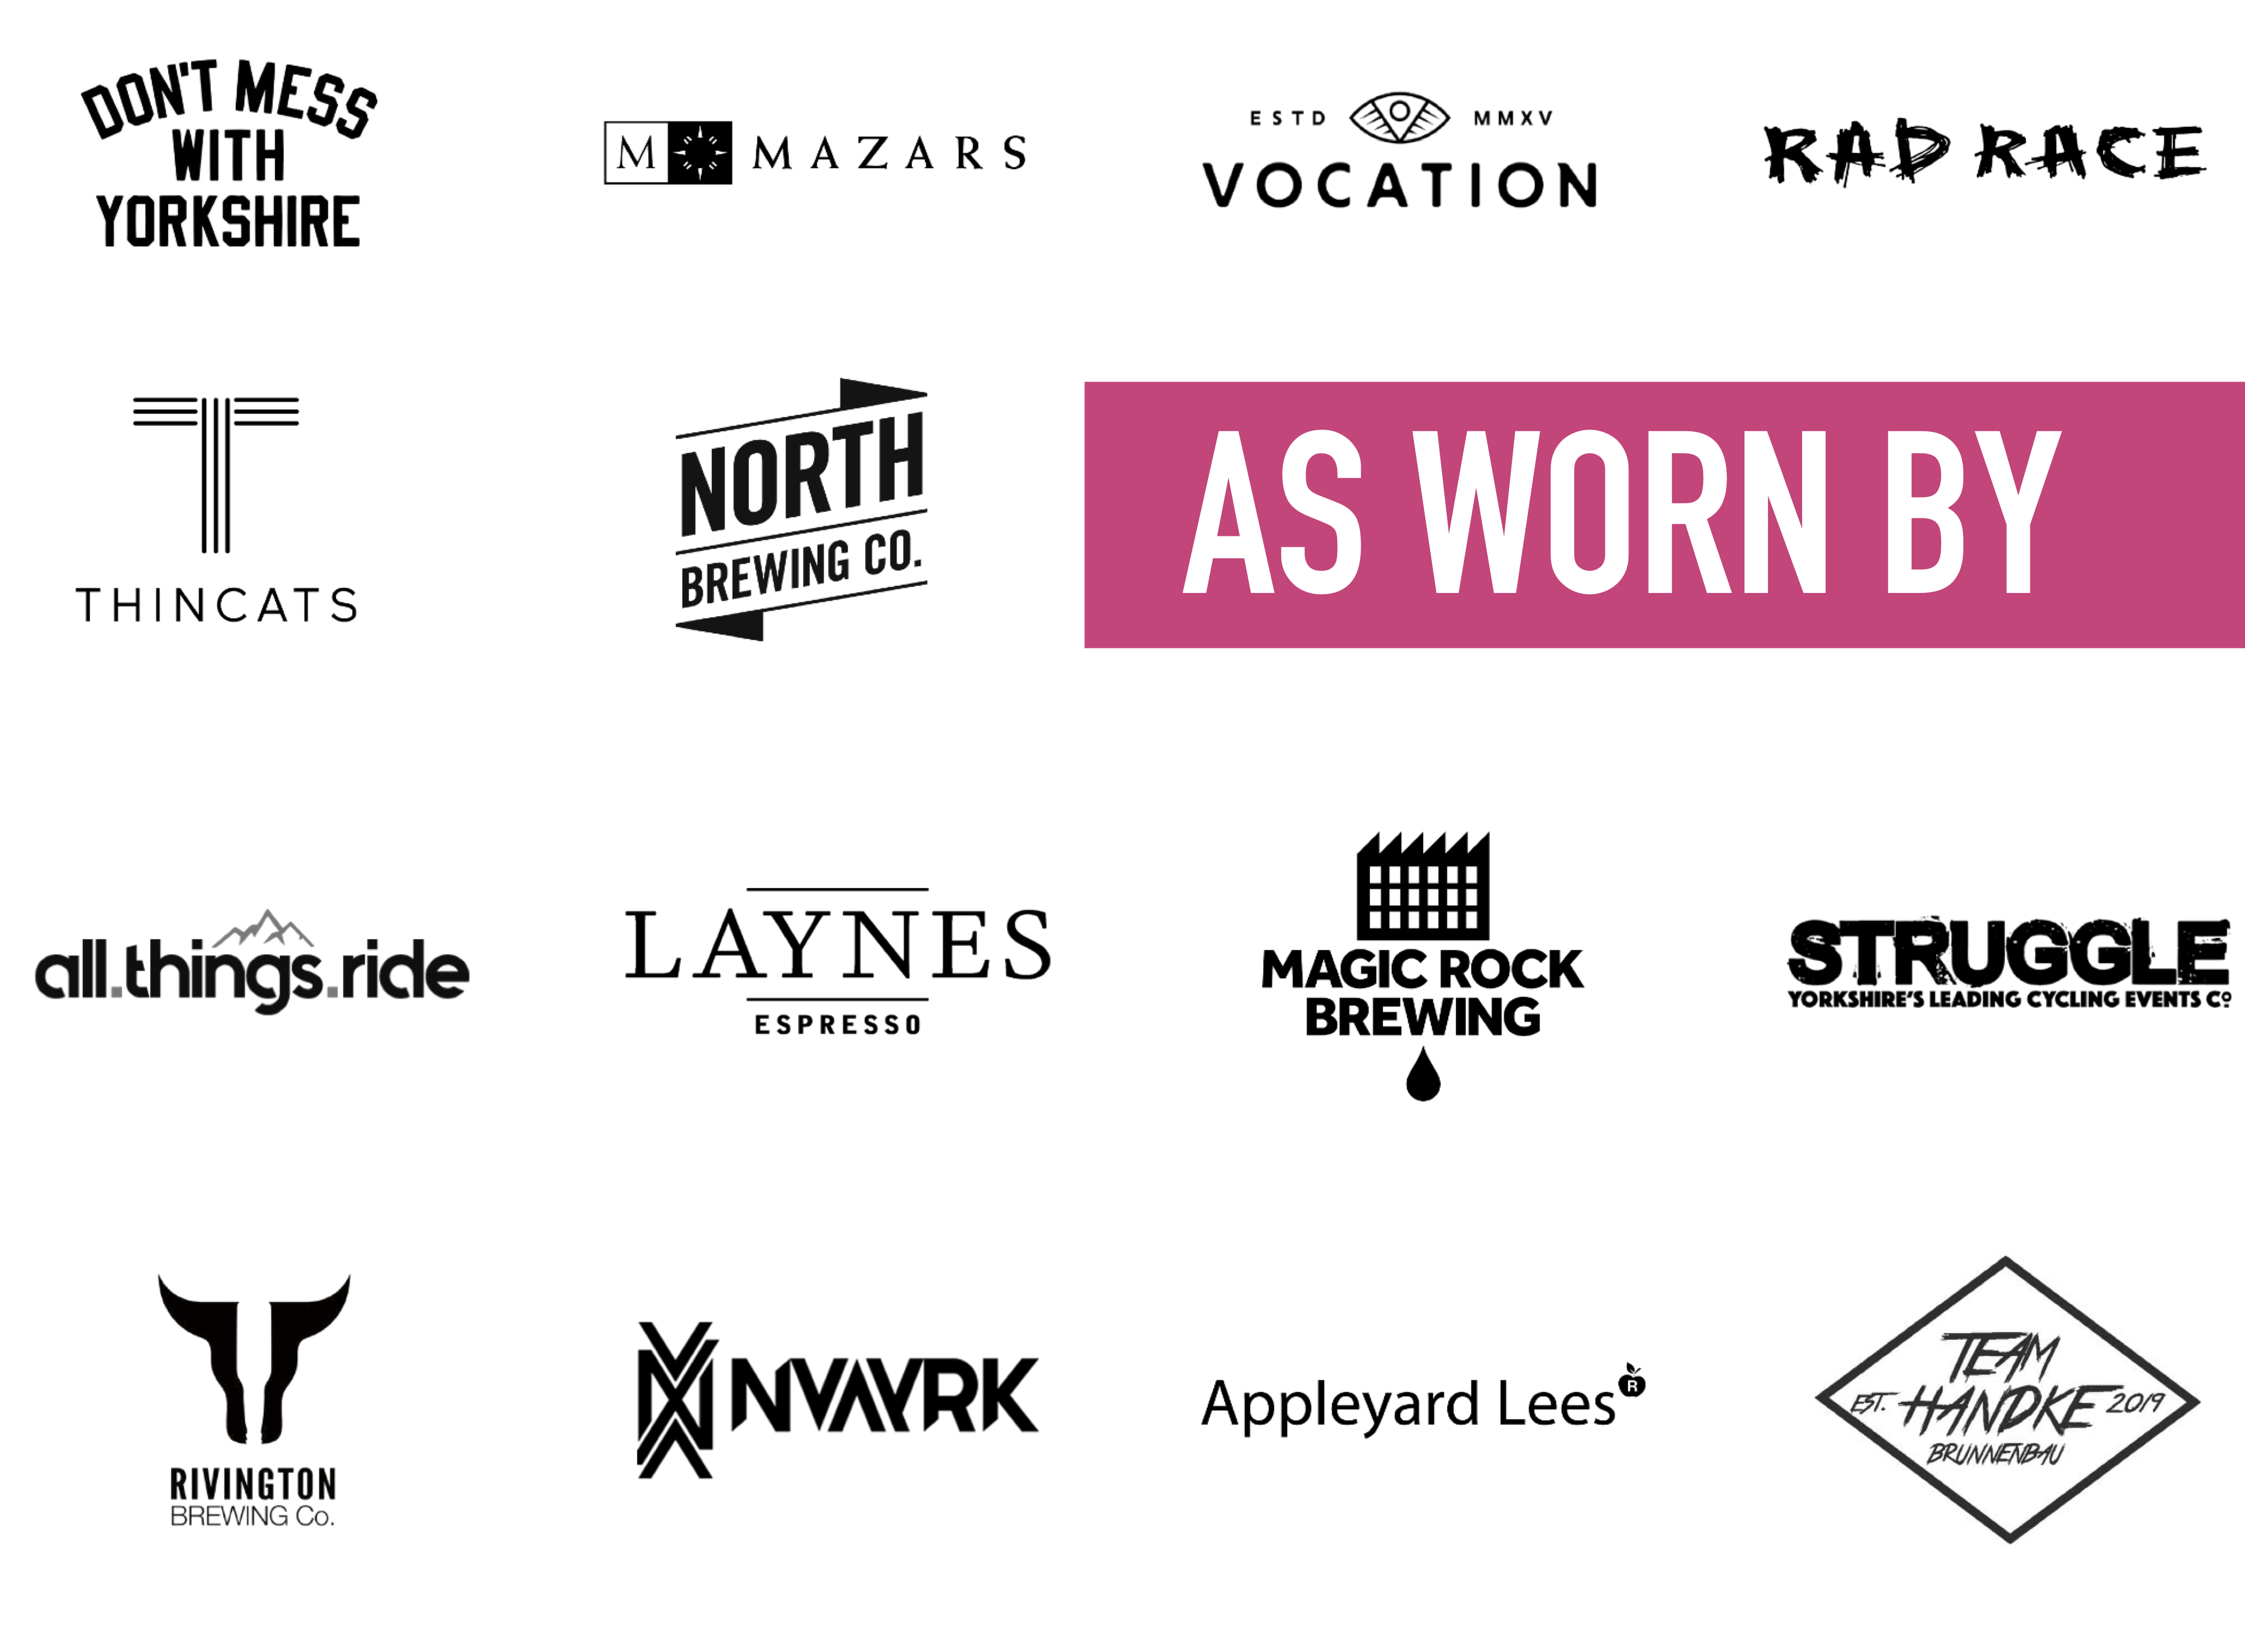 DON'T MESS
WITH
YORKSHIRE
M MAZARS
ESTD MMXV
VOCATION
RAD RACE
THINCATS
NORTH
BREWING CO.
AS WORN BY
all.things.ride
LAYNES
ESPRESSO
MAGIC ROCK
BREWING
STRUGGLE
YORKSHIRE'S LEADING CYCLING EVENTS Co
RIVINGTON
BREWING Co.
NVAYRK
Appleyard Lees R
TEAM
EST. HANDKE 2019
BRUNNENBAU